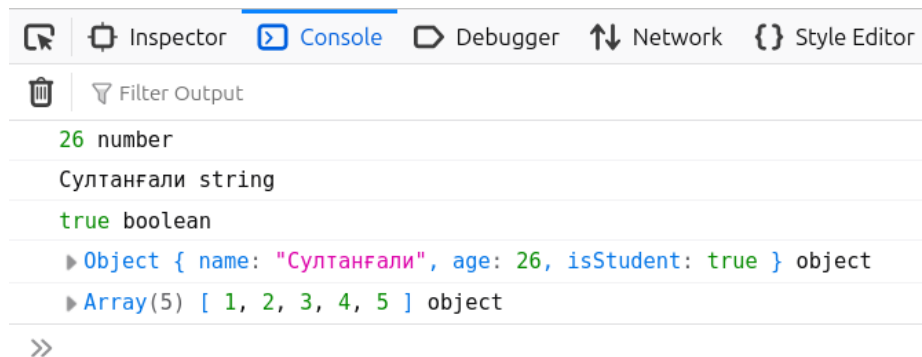 Inspector Console Debugger Network {} Style Editor
Filter Output
26 number
Султанғали string
true boolean
Object { name: "Султанғали", age: 26, isStudent: true } object
Array(5) [ 1, 2, 3, 4, 5 ] object